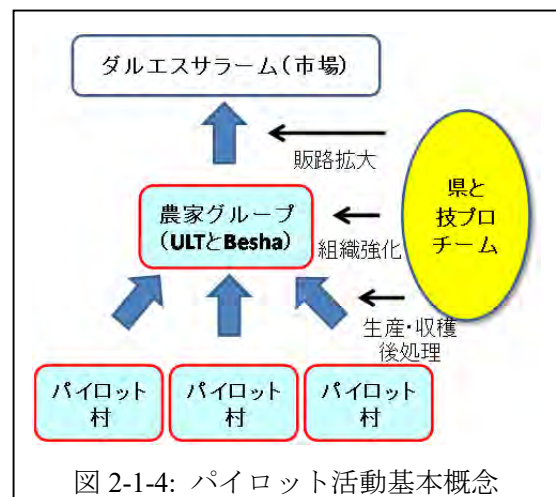 ダルエスサラーム(市場)
販路拡大
県と
技プロ
チーム
農家グループ
(ULTとBesha)
組織強化
生産・収穫
後処理
パイロット
村
パイロット
村
パイロット
村
図 2-1-4: パイロット活動基本概念